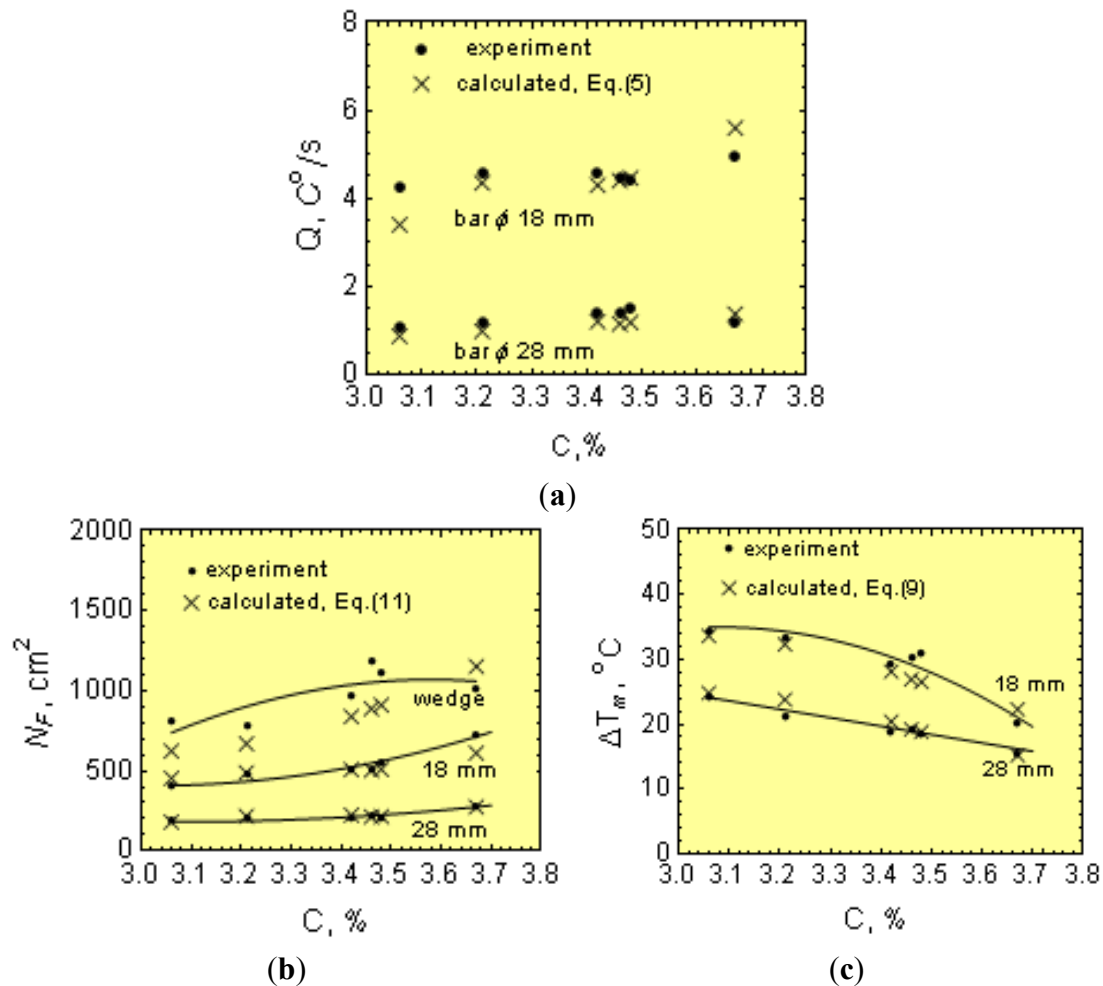 8
experiment
calculated, Eq.(5)
6
Q, C°/s
4
bar ϕ 18 mm
2
bar ϕ 28 mm
0
3.0 3.1 3.2 3.3 3.4 3.5 3.6 3.7 3.8
C,%
(a)
2000
experiment
calculated, Eq.(11)
1500
N_F, cm²
1000
wedge
500
18 mm
28 mm
0
3.0 3.1 3.2 3.3 3.4 3.5 3.6 3.7 3.8
C, %
(b)
50
experiment
40
calculated, Eq.(9)
30
ΔT_m, °C
18 mm
20
28 mm
10
0
3.0 3.1 3.2 3.3 3.4 3.5 3.6 3.7 3.8
C, %
(c)